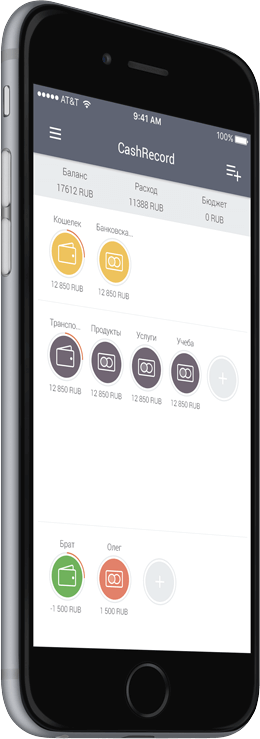 AT&T 9:41 AM 100%
CashRecord
Баланс Расход Бюджет
17612 RUB 11388 RUB 0 RUB
Кошелек Банковска...
12 850 RUB 12 850 RUB
Транспо... Продукты Услуги Учеба
12 850 RUB 12 850 RUB 12 850 RUB 12 850 RUB
Брат Олег
-1 500 RUB 1 500 RUB